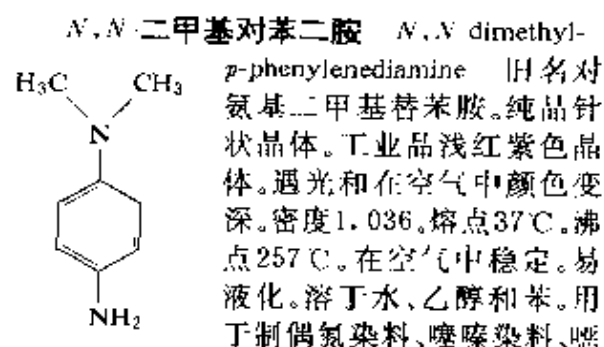 N,N-二甲基对苯二胺 N,N dimethyl-
p-phenylenediamine 旧名对
氨基二甲基替苯胺。纯品针
状晶体。工业品浅红紫色晶
体。遇光和在空气中颜色变
深。密度1.036。熔点37℃。沸
点257℃。在空气中稳定。易
液化。溶于水、乙醇和苯。用
于制偶氮染料、噻嗪染料、嗯
H₃C
CH₃
N
NH₂